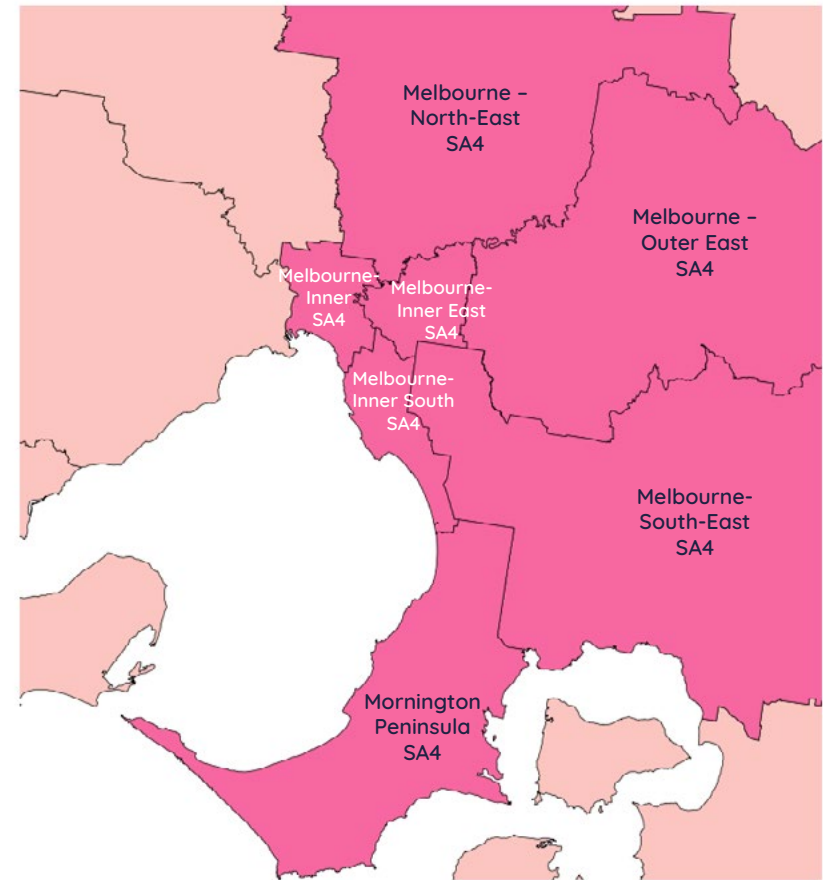 Melbourne –
North-East
SA4
Melbourne –
Outer East
SA4
Melbourne-
Inner
SA4
Melbourne-
Inner East
SA4
Melbourne-
Inner South
SA4
Melbourne-
South-East
SA4
Mornington
Peninsula
SA4